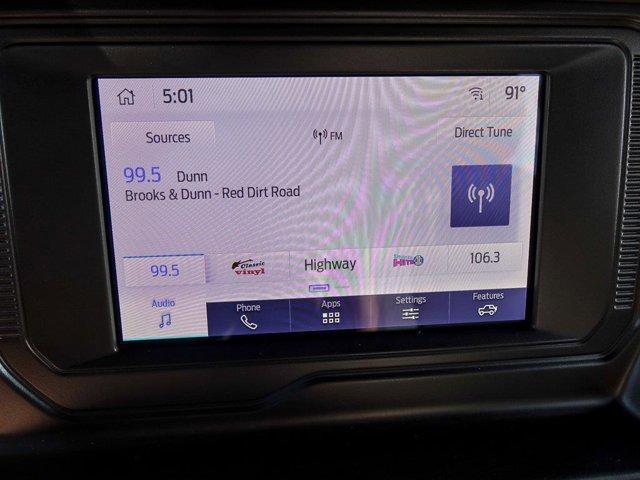 5:01
91°
Sources
FM
Direct Tune
99.5 Dunn
Brooks & Dunn - Red Dirt Road
99.5
Classic
vinyl
Highway
106.3
Audio
Phone
Apps
Settings
Features